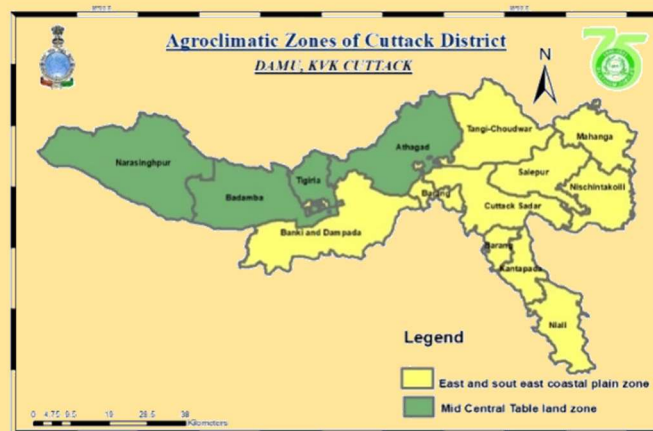 Agroclimatic Zones of Cuttack District
DAMU, KVK CUTTACK
N
75
Tangi-Choudwar
Mahanga
Athagad
Narasinghpur
Tigiria
Salepur
Badamba
Nischintakoili
Cuttack Sadar
Banki and Dampada
Barang
Kantapada
Niali
Legend
East and sout east coastal plain zone
Mid Central Table land zone
0 4.75 9.5 19 28.5 38
Kilometers